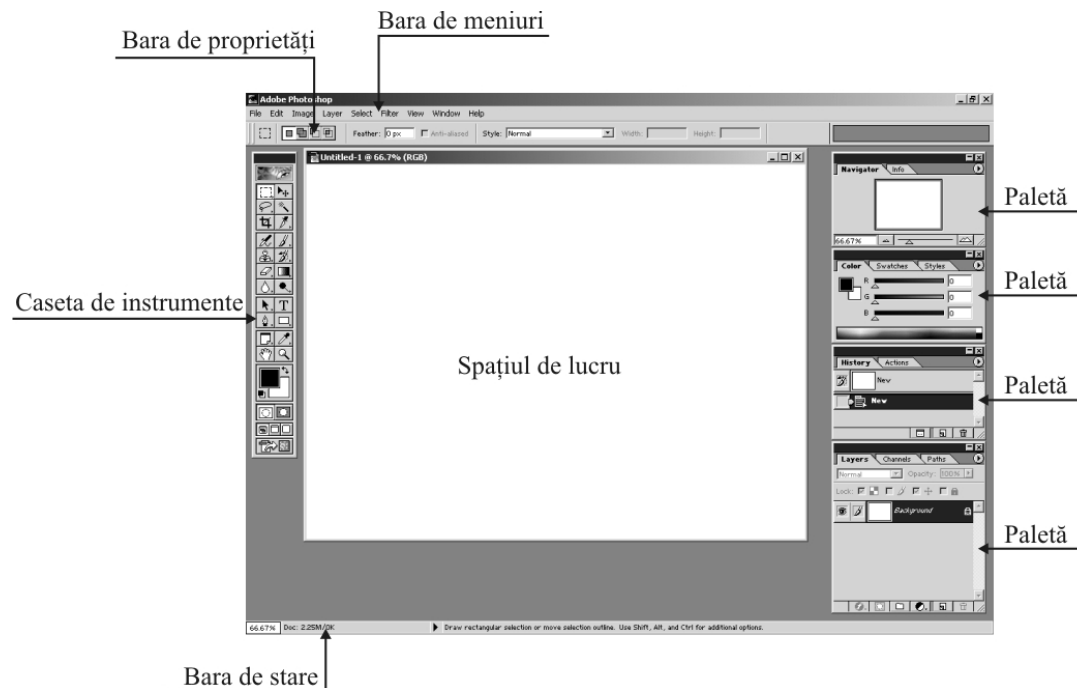 Bara de meniuri
Bara de proprietăți
Adobe Photoshop
File Edit Image Layer Select Filter View Window Help
Feather: 0 px Anti-aliased Style: Normal Width: Height:
Untitled-1 @ 66.7% (RGB)
Navigator Info
Paletă
66.67%
Color Swatches Styles
R 0
Paletă
G 0
B 0
Caseta de instrumente
T
Spațiul de lucru
History Actions
New
Paletă
New
Layers Channels Paths
Normal Opacity: 100%
Lock:
Background
Paletă
66.67% Doc: 2.25M/0K Draw rectangular selection or move selection outline. Use Shift, Alt, and Ctrl for additional options.
Bara de stare